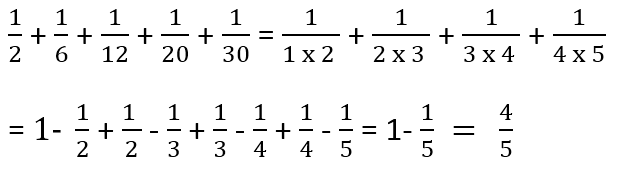 1/2 + 1/6 + 1/12 + 1/20 + 1/30 = 1/(1 x 2) + 1/(2 x 3) + 1/(3 x 4) + 1/(4 x 5)
= 1- 1/2 + 1/2 - 1/3 + 1/3 - 1/4 + 1/4 - 1/5 = 1- 1/5 = 4/5